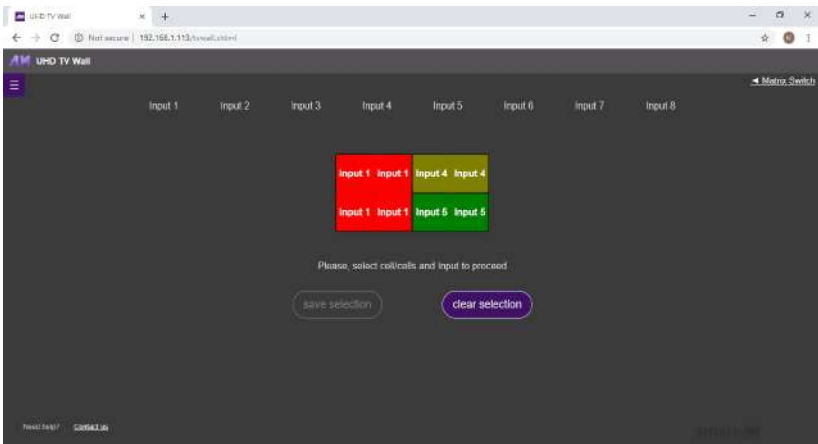 UHD TV Wall
Not secure | 192.168.1.113/tvwall.shtml
AM UHD TV Wall
◄ Matrix Switch
Input 1 Input 2 Input 3 Input 4 Input 5 Input 6 Input 7 Input 8
Input 1 Input 1 Input 4 Input 4
Input 1 Input 1 Input 5 Input 5
Please, select cell/cells and input to proceed
save selection clear selection
Need help? Contact us